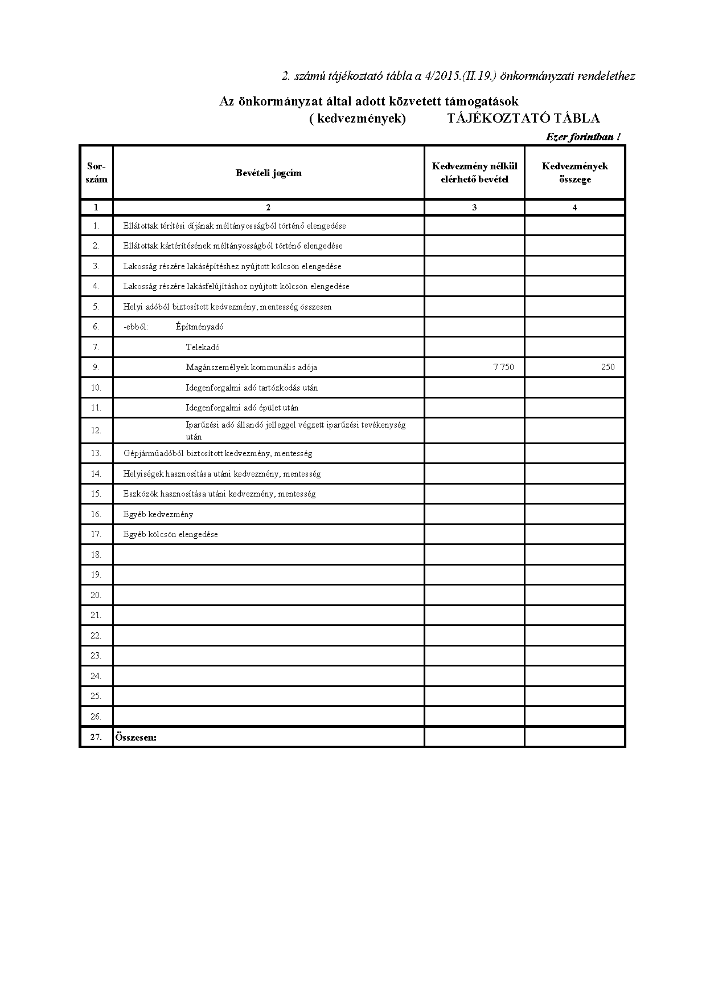 2. számú tájékoztató tábla a 4/2015.(II.19.) önkormányzati rendelethez
Az önkormányzat által adott közvetett támogatások
( kedvezmények) TÁJÉKOZTATÓ TÁBLA
Ezer forintban !
Sor-
szám
Bevételi jogcím
Kedvezmény nélkül
elérhető bevétel
Kedvezmények
összege
1 2 3 4
1. Ellátottak térítési díjának méltányosságból történő elengedése
2. Ellátottak kártérítésének méltányosságból történő elengedése
3. Lakosság részére lakásépítéshez nyújtott kölcsön elengedése
4. Lakosság részére lakásfelújításhoz nyújtott kölcsön elengedése
5. Helyi adóból biztosított kedvezmény, mentesség összesen
6. -ebből: Építményadó
7. Telekadó
9. Magánszemélyek kommunális adója 7 750 250
10. Idegenforgalmi adó tartózkodás után
11. Idegenforgalmi adó épület után
12. Iparűzési adó állandó jelleggel végzett iparűzési tevékenység
után
13. Gépjárműadóból biztosított kedvezmény, mentesség
14. Helyiségek hasznosítása utáni kedvezmény, mentesség
15. Eszközök hasznosítása utáni kedvezmény, mentesség
16. Egyéb kedvezmény
17. Egyéb kölcsön elengedése
18.
19.
20.
21.
22.
23.
24.
25.
26.
27. Összesen: